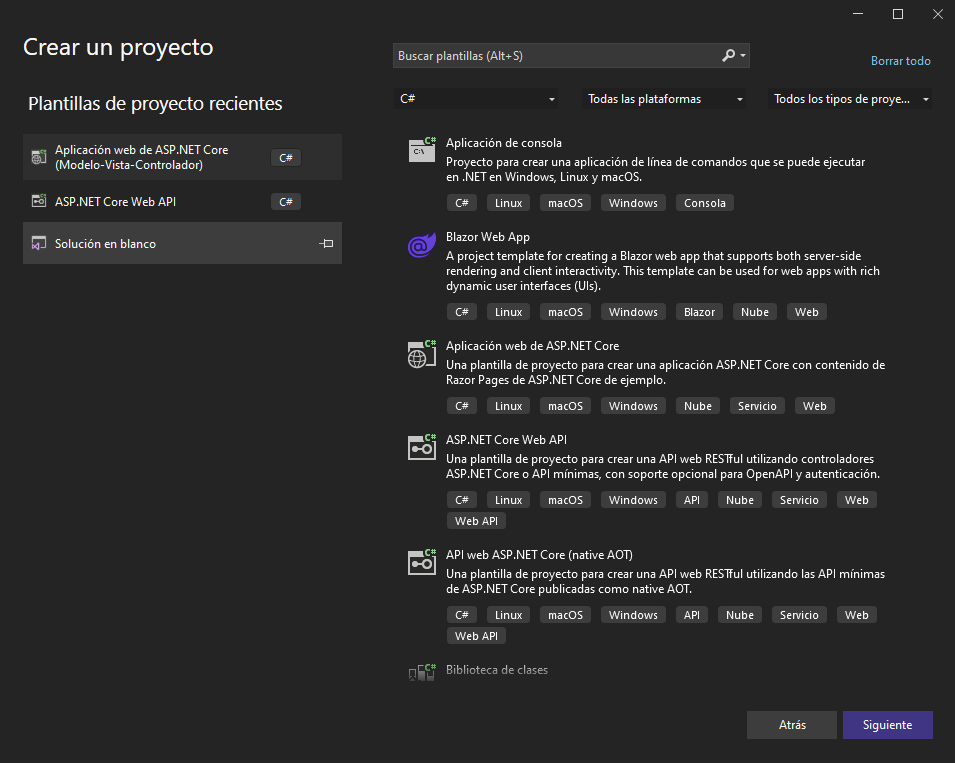 Crear un proyecto
Plantillas de proyecto recientes
Aplicación web de ASP.NET Core
(Modelo-Vista-Controlador)
C#
ASP.NET Core Web API
C#
Solución en blanco
Buscar plantillas (Alt+S)
Borrar todo
C#
Todas las plataformas
Todos los tipos de proye...
Aplicación de consola
Proyecto para crear una aplicación de línea de comandos que se puede ejecutar
en .NET en Windows, Linux y macOS.
C# Linux macOS Windows Consola
Blazor Web App
A project template for creating a Blazor web app that supports both server-side
rendering and client interactivity. This template can be used for web apps with rich
dynamic user interfaces (UIs).
C# Linux macOS Windows Blazor Nube Web
Aplicación web de ASP.NET Core
Una plantilla de proyecto para crear una aplicación ASP.NET Core con contenido de
Razor Pages de ASP.NET Core de ejemplo.
C# Linux macOS Windows Nube Servicio Web
ASP.NET Core Web API
Una plantilla de proyecto para crear una API web RESTful utilizando controladores
ASP.NET Core o API mínimas, con soporte opcional para OpenAPI y autenticación.
C# Linux macOS Windows API Nube Servicio Web
Web API
API web ASP.NET Core (native AOT)
Una plantilla de proyecto para crear una API web RESTful utilizando las API mínimas
de ASP.NET Core publicadas como native AOT.
C# Linux macOS Windows API Nube Servicio Web
Web API
Biblioteca de clases
Atrás
Siguiente